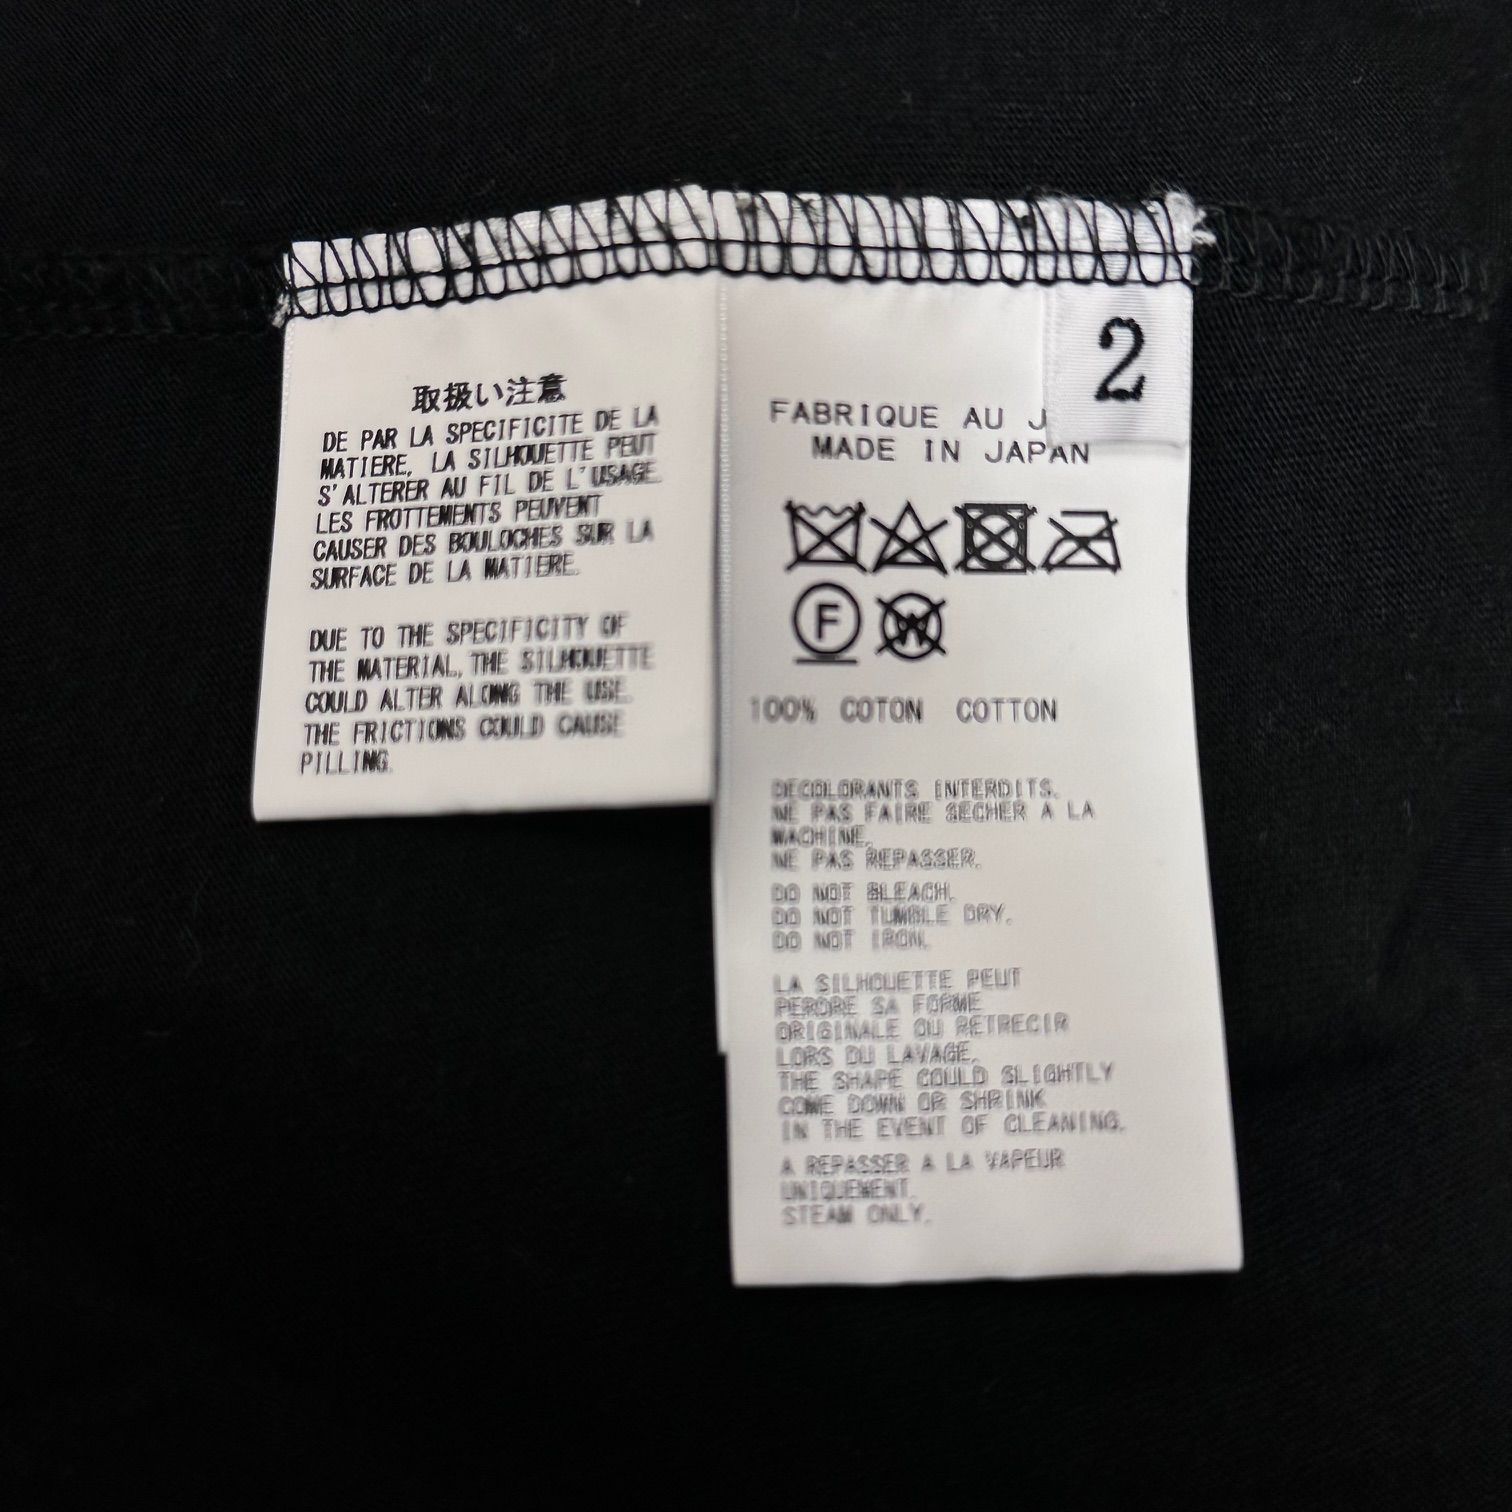 取扱い注意
DE PAR LA SPECIFICITE DE LA
MATIERE, LA SILHOUETTE PEUT
S'ALTERER AU FIL DE L'USAGE.
LES FROTTEMENTS PEUVENT
CAUSER DES BOULOCHES SUR LA
SURFACE DE LA MATIERE.
DUE TO THE SPECIFICITY OF
THE MATERIAL, THE SILHOUETTE
COULD ALTER ALONG THE USE.
THE FRICTIONS COULD CAUSE
PILLING.
2
FABRIQUE AU J
MADE IN JAPAN
F W
100% COTON COTTON
DECOLORANTS INTERDITS.
NE PAS FAIRE SECHER A LA
MACHINE.
NE PAS REPASSER.
DO NOT BLEACH.
DO NOT TUMBLE DRY.
DO NOT IRON.
LA SILHOUETTE PEUT
PERDRE SA FORME
ORIGINALE OU RETRECIR
LORS DU LAVAGE.
THE SHAPE COULD SLIGHTLY
COME DOWN OR SHRINK
IN THE EVENT OF CLEANING.
A REPASSER A LA VAPEUR
UNIQUEMENT.
STEAM ONLY.